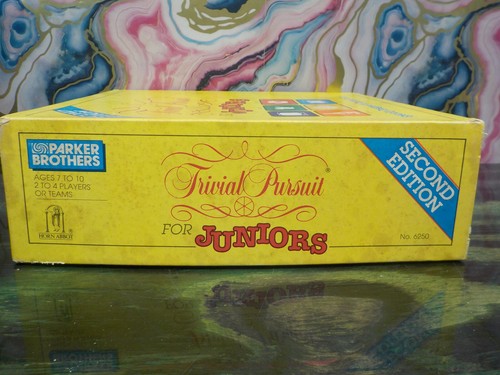 PARKER
BROTHERS
AGES 7 TO 10
2 TO 4 PLAYERS
OR TEAMS
HORN ABBOT
Trivial Pursuit®
FOR JUNIORS
SECOND
EDITION
No. 6250